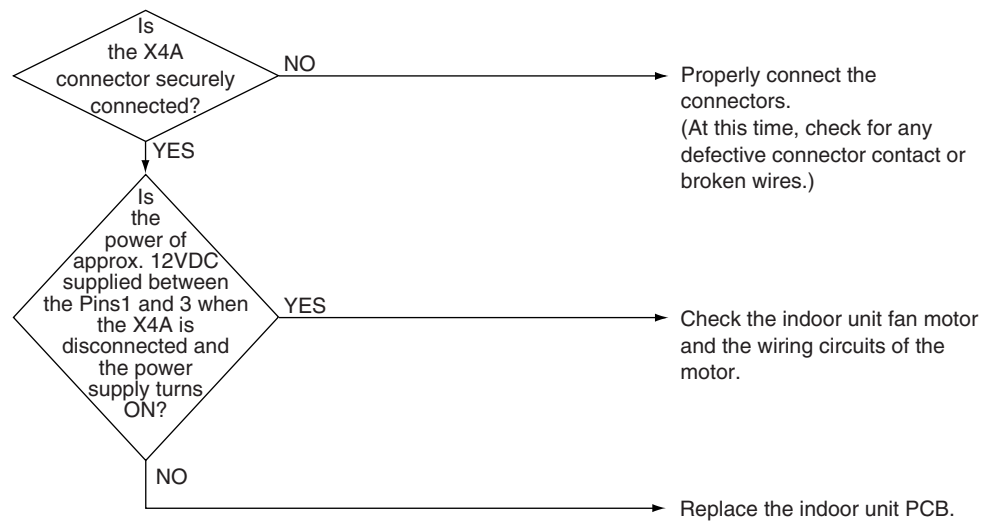 Is
the X4A
connector securely
connected?
NO
Properly connect the
connectors.
(At this time, check for any
defective connector contact or
broken wires.)
YES
Is
the
power of
approx. 12VDC
supplied between
the Pins1 and 3 when
the X4A is
disconnected and
the power
supply turns
ON?
YES
Check the indoor unit fan motor
and the wiring circuits of the
motor.
NO
Replace the indoor unit PCB.